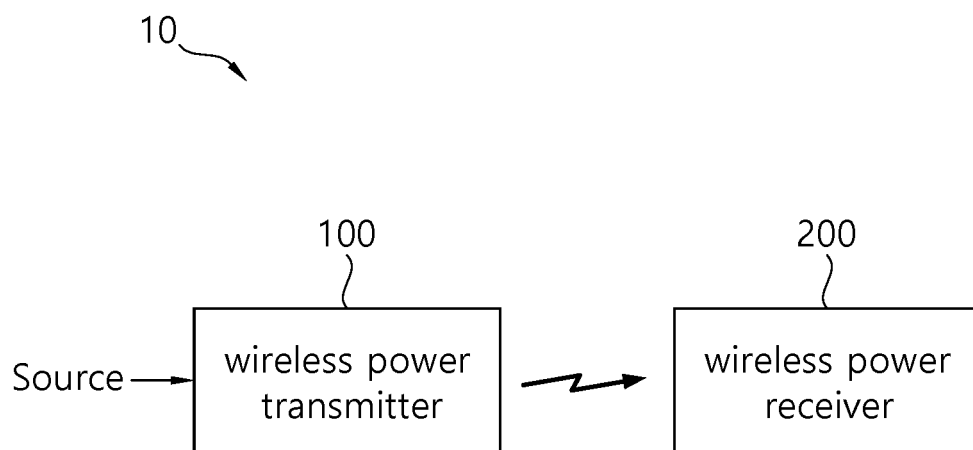 10
100
200
Source
wireless power
transmitter
wireless power
receiver